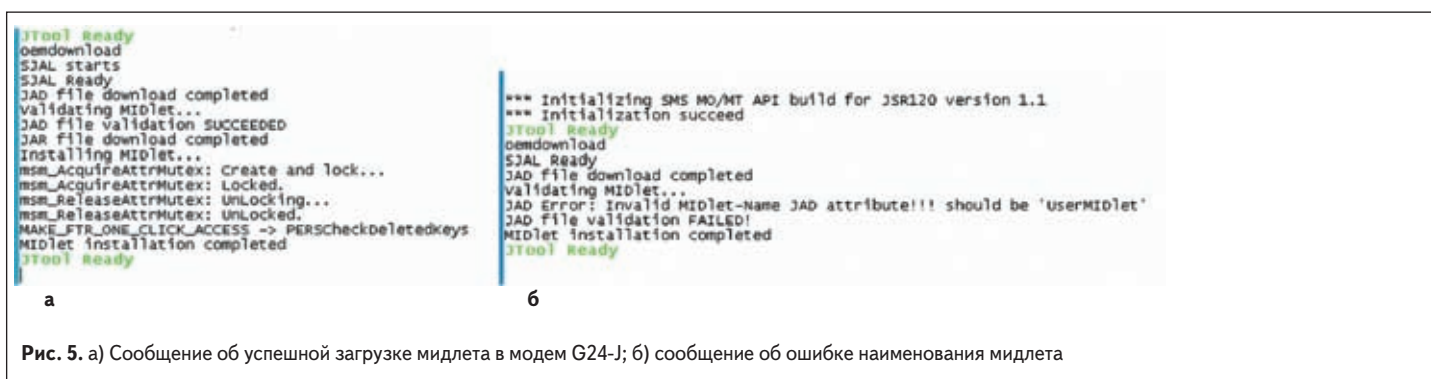 JTool Ready
oemdownload
SJAL starts
SJAL Ready
JAD file download completed
Validating MIDlet...
JAD file validation SUCCEEDED
JAR file download completed
Installing MIDlet...
msm_AcquireAttrMutex: Create and lock...
msm_AcquireAttrMutex: Locked.
msm_ReleaseAttrMutex: UnLocking...
msm_ReleaseAttrMutex: UnLocked.
MAKE_FTR_ONE_CLICK_ACCESS -> PERSCheckDeletedKeys
MIDlet installation completed
JTool Ready
а
*** Initializing SMS MO/MT API build for JSR120 version 1.1
*** Initialization succeed
JTool Ready
oemdownload
SJAL Ready
JAD file download completed
Validating MIDlet...
JAD Error: Invalid MIDlet-Name JAD attribute!!! should be 'UserMIDlet'
JAD file validation FAILED!
MIDlet installation completed
JTool Ready
б
Рис. 5. а) Сообщение об успешной загрузке мидлета в модем G24-J; б) сообщение об ошибке наименования мидлета